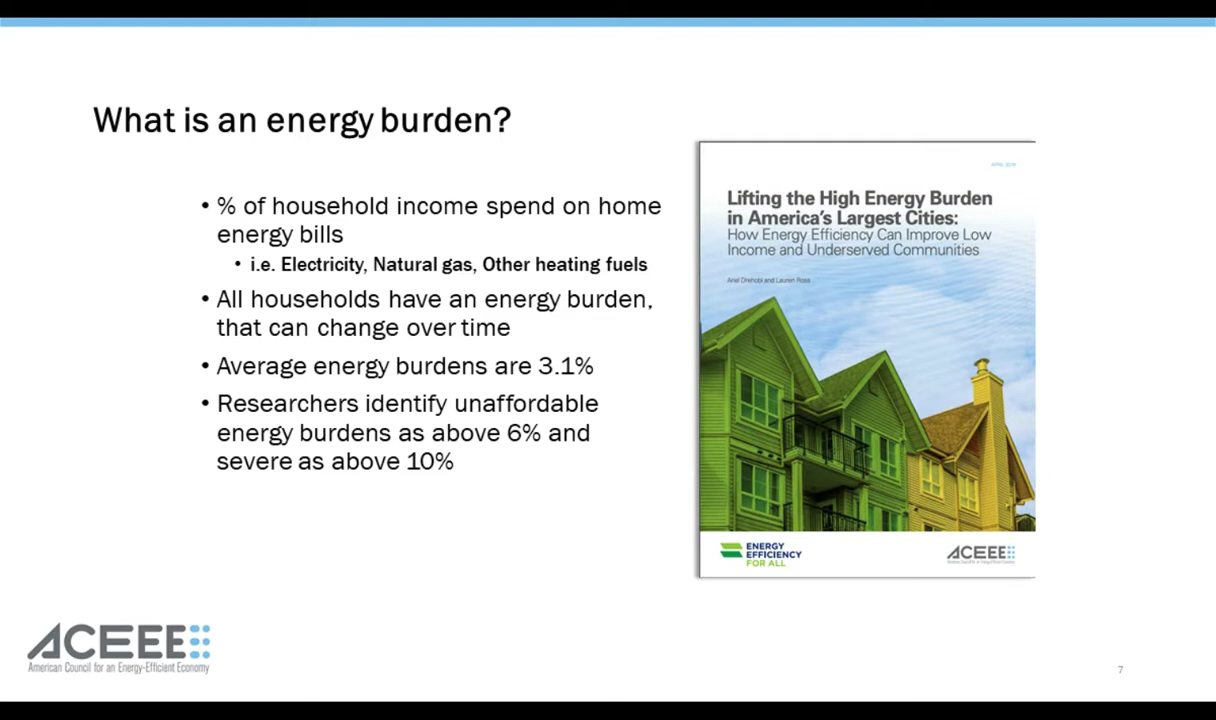 What is an energy burden?
• % of household income spend on home
energy bills
• i.e. Electricity, Natural gas, Other heating fuels
• All households have an energy burden,
that can change over time
• Average energy burdens are 3.1%
• Researchers identify unaffordable
energy burdens as above 6% and
severe as above 10%
Lifting the High Energy Burden
in America's Largest Cities:
How Energy Efficiency Can Improve Low
Income and Underserved Communities
Ariel Drehobl and Lauren Ross
ENERGY
EFFICIENCY
FOR ALL
ACEEE
ACEEE
American Council for an Energy-Efficient Economy
7